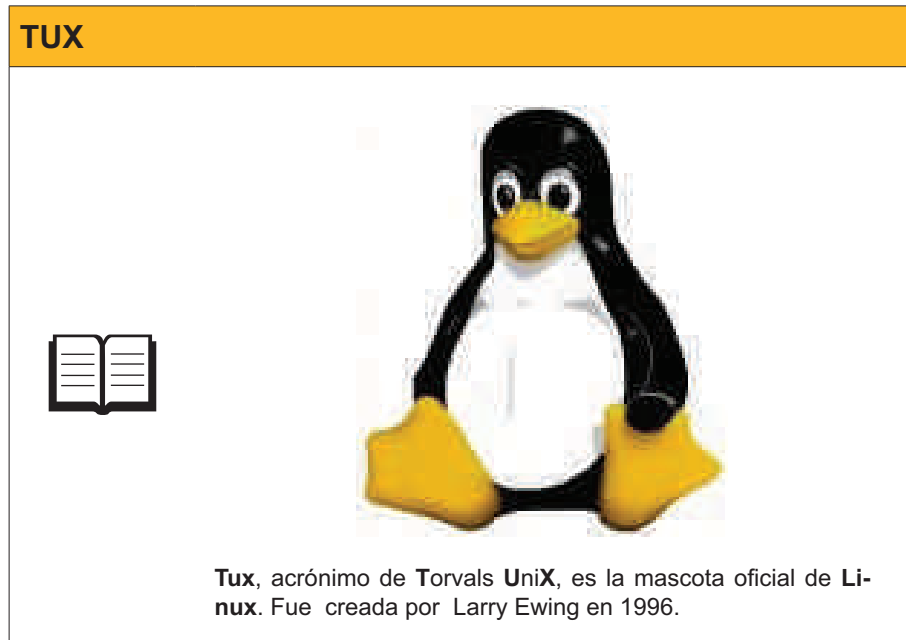 TUX
Tux, acrónimo de Torvals UniX, es la mascota oficial de Li-
nux. Fue creada por Larry Ewing en 1996.